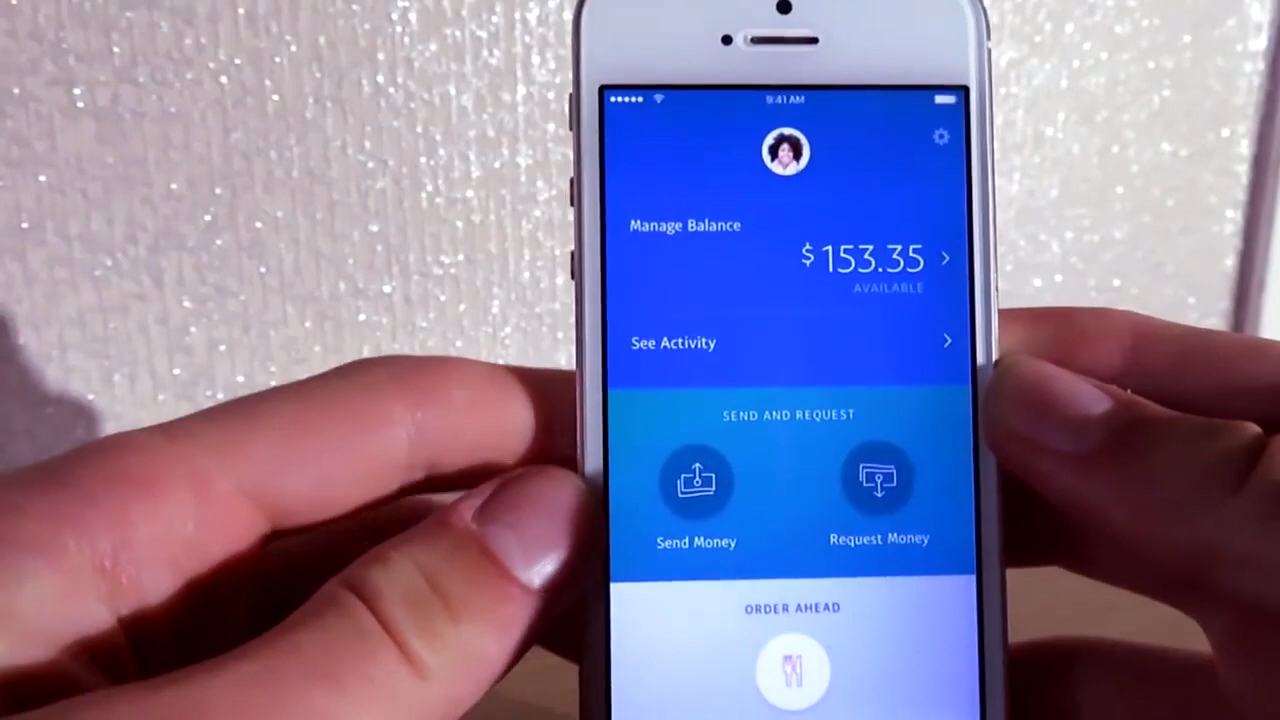 9:41 AM
Manage Balance
$153.35
AVAILABLE
See Activity
SEND AND REQUEST
Send Money
Request Money
ORDER AHEAD